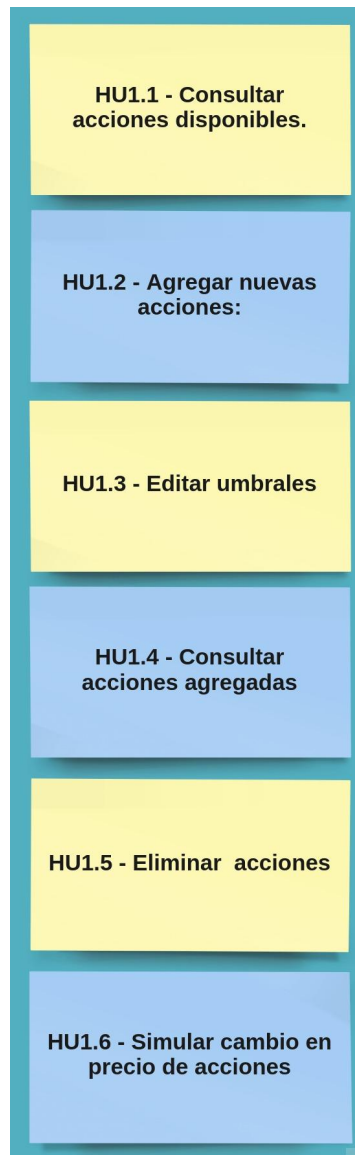 HU1.1 - Consultar
acciones disponibles.
HU1.2 - Agregar nuevas
acciones:
HU1.3 - Editar umbrales
HU1.4 - Consultar
acciones agregadas
HU1.5 - Eliminar  acciones
HU1.6 - Simular cambio en
precio de acciones